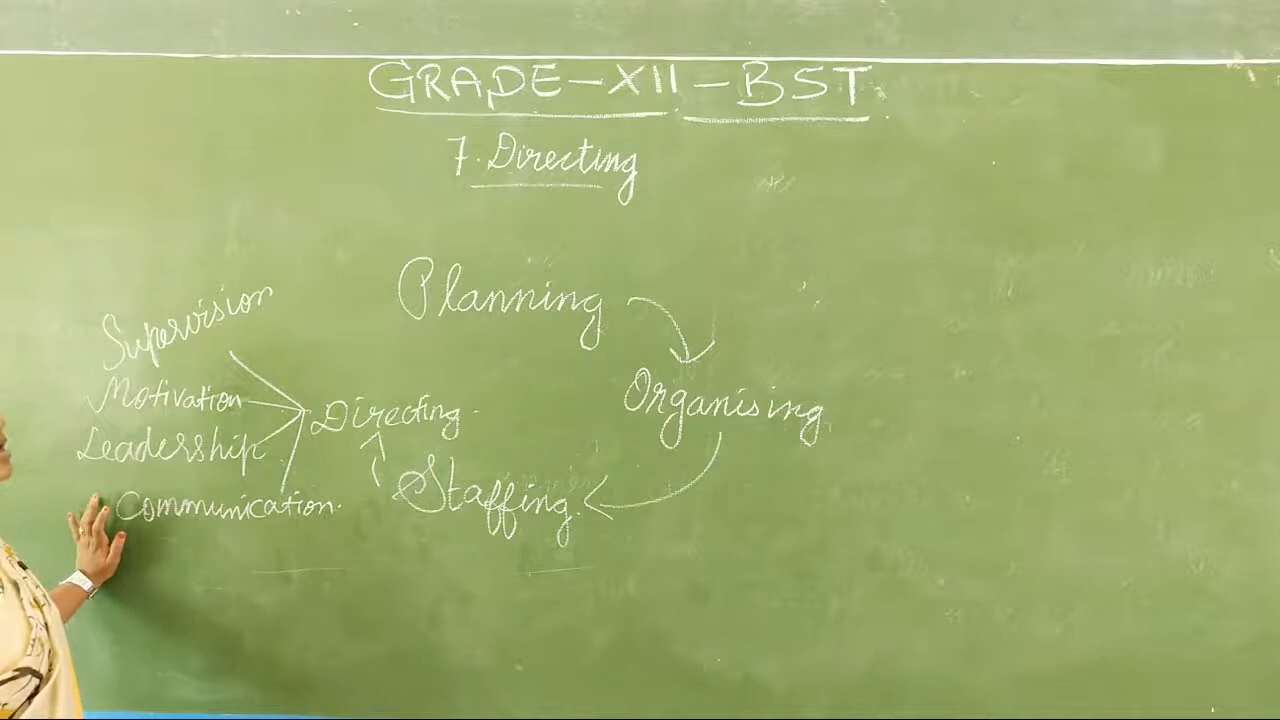 GRADE-XII-BST
7. Directing
Planning
Supervision
Motivation
Organising
Directing.
Leadership
Staffing.
Communication.